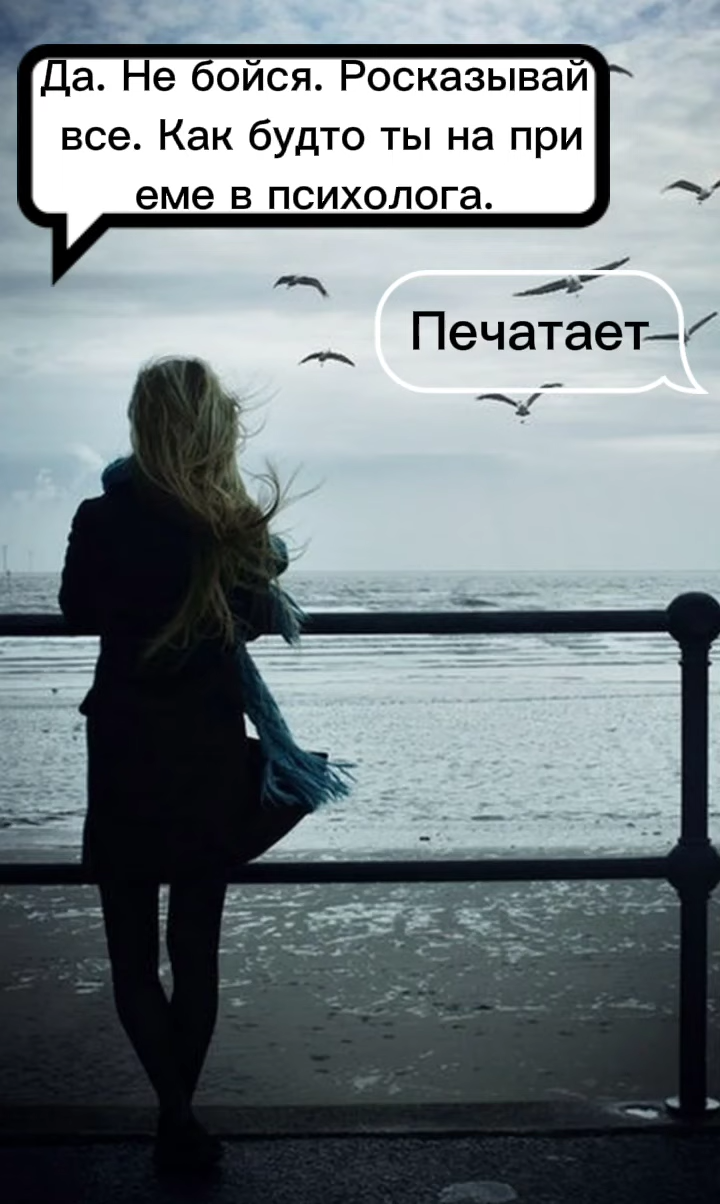 Да. Не бойся. Росказывай
все. Как будто ты на при
еме в психолога.
Печатает